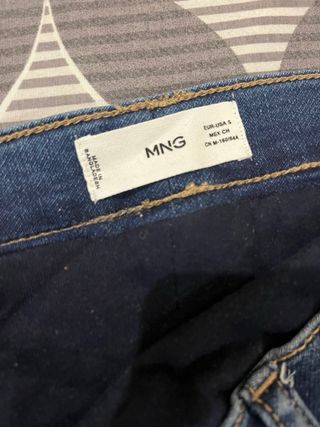 MADE IN
BANGLADESH
MNG
EUR-USA S
MEX CH
CN M-160/64A